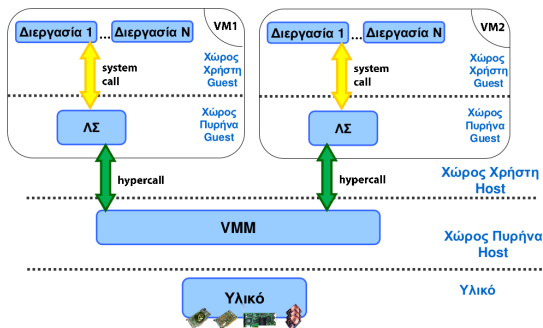 VM1
Διεργασία 1 ... Διεργασία Ν
system
call
Χώρος
Χρήστη
Guest
ΛΣ
Χώρος
Πυρήνα
Guest
hypercall
VM2
Διεργασία 1 ... Διεργασία Ν
system
call
Χώρος
Χρήστη
Guest
ΛΣ
Χώρος
Πυρήνα
Guest
hypercall
Χώρος Χρήστη
Host
VMM
Χώρος Πυρήνα
Host
Υλικό
Υλικό